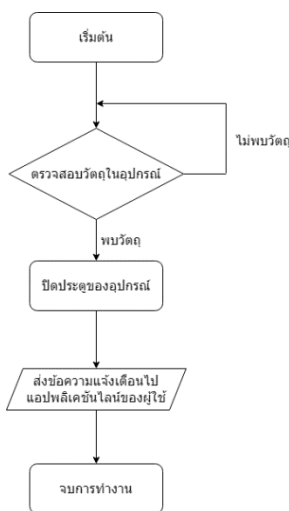 เริ่มต้น
ตรวจสอบวัตถุในอุปกรณ์
ไม่พบวัตถุ
พบวัตถุ
ปิดประตูของอุปกรณ์
ส่งข้อความแจ้งเตือนไป
แอปพลิเคชันไลน์ของผู้ใช้
จบการทำงาน